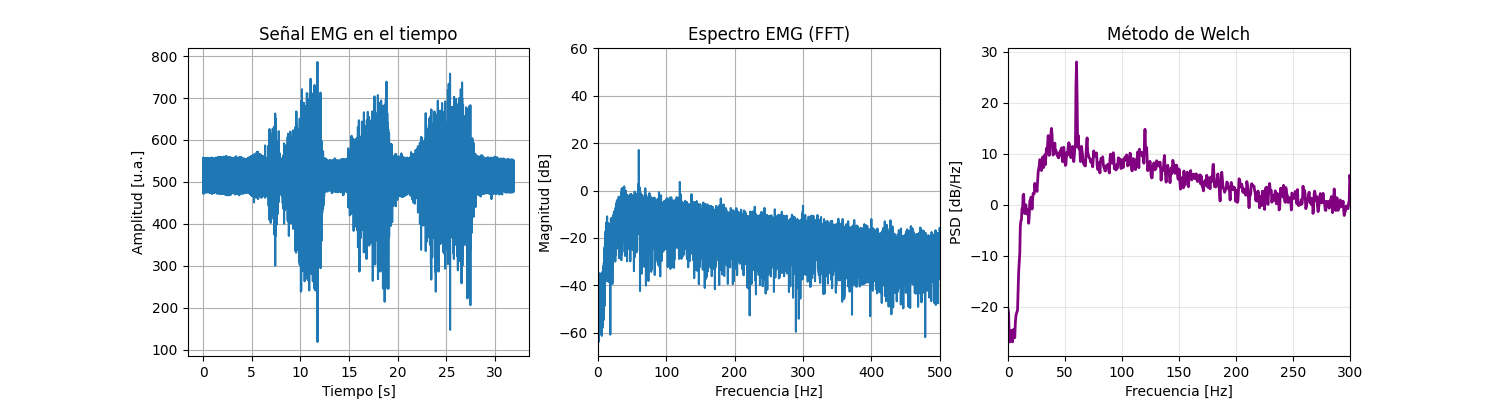 Señal EMG en el tiempo
Amplitud [u.a.]
800
700
600
500
400
300
200
100
0 5 10 15 20 25 30
Tiempo [s]
Espectro EMG (FFT)
Magnitud [dB]
60
40
20
0
−20
−40
−60
0 100 200 300 400 500
Frecuencia [Hz]
Método de Welch
PSD [dB/Hz]
30
20
10
0
−10
−20
0 50 100 150 200 250 300
Frecuencia [Hz]